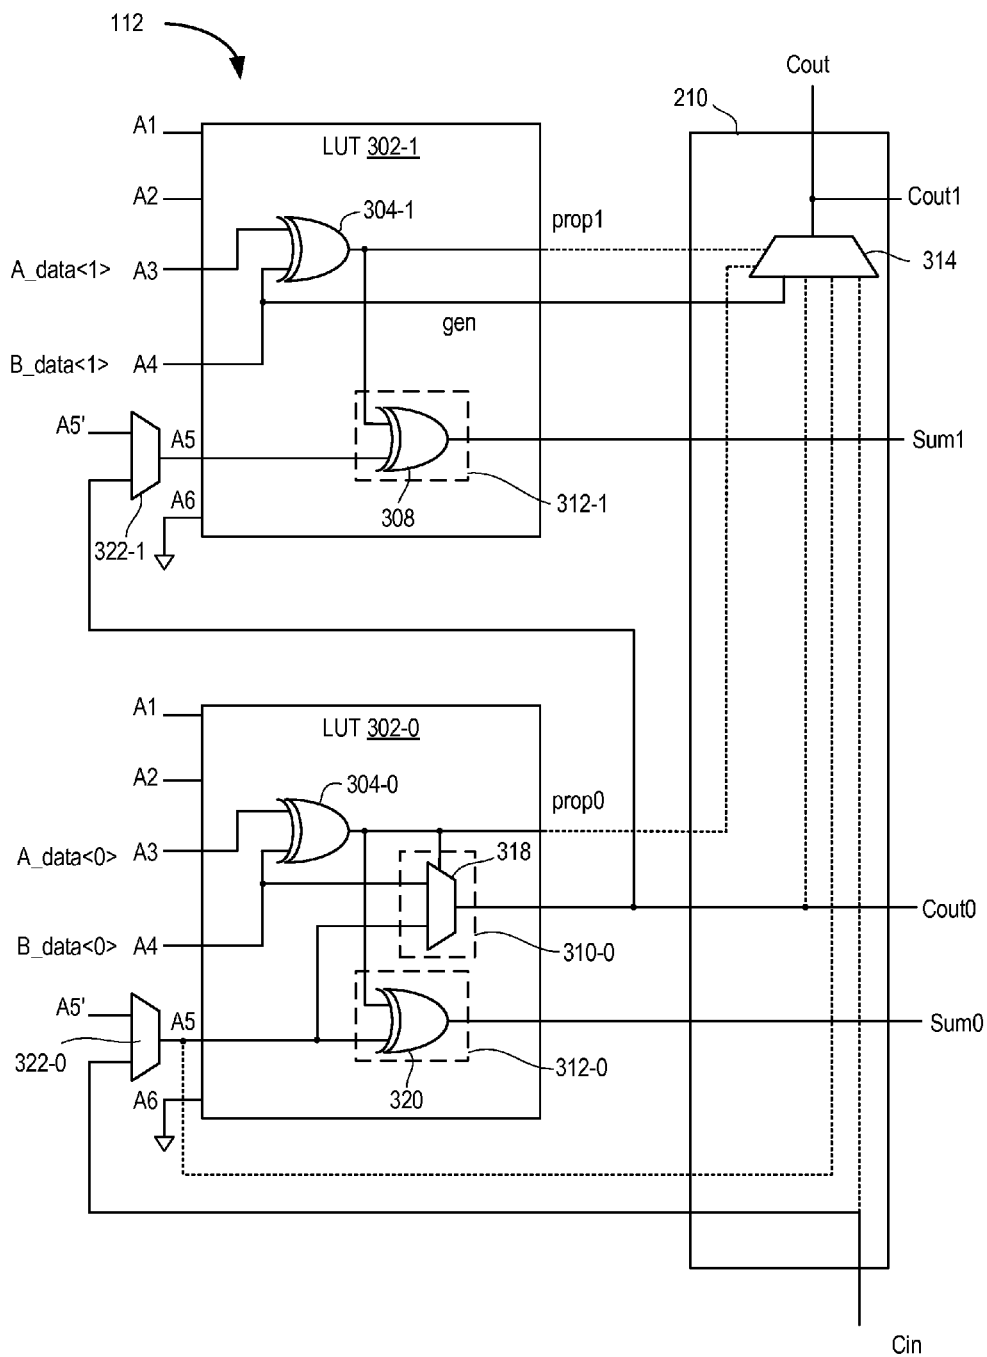 112
Cout
210
A1
LUT 302-1
A2
304-1
prop1
Cout1
A_data<1> A3
314
gen
B_data<1> A4
A5'
A5
Sum1
A6
308
312-1
322-1
A1
LUT 302-0
A2
304-0
prop0
A_data<0> A3
318
Cout0
B_data<0> A4
310-0
A5'
A5
Sum0
322-0
312-0
A6
320
Cin